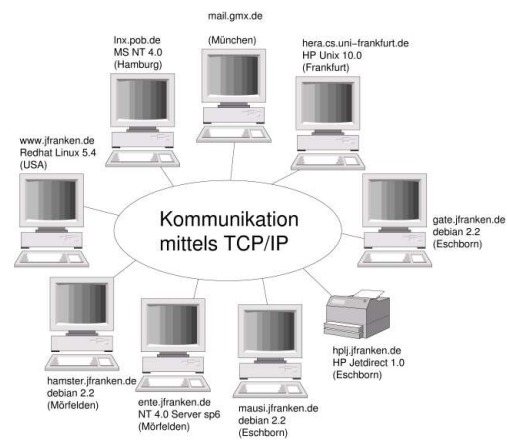 mail.gmx.de
(München)
lnx.pob.de
MS NT 4.0
(Hamburg)
hera.cs.uni-frankfurt.de
HP Unix 10.0
(Frankfurt)
www.jfranken.de
Redhat Linux 5.4
(USA)
gate.jfranken.de
debian 2.2
(Eschborn)
Kommunikation
mittels TCP/IP
hplj.jfranken.de
HP Jetdirect 1.0
(Eschborn)
hamster.jfranken.de
debian 2.2
(Mörfelden)
ente.jfranken.de
NT 4.0 Server sp6
(Mörfelden)
mausi.jfranken.de
debian 2.2
(Eschborn)